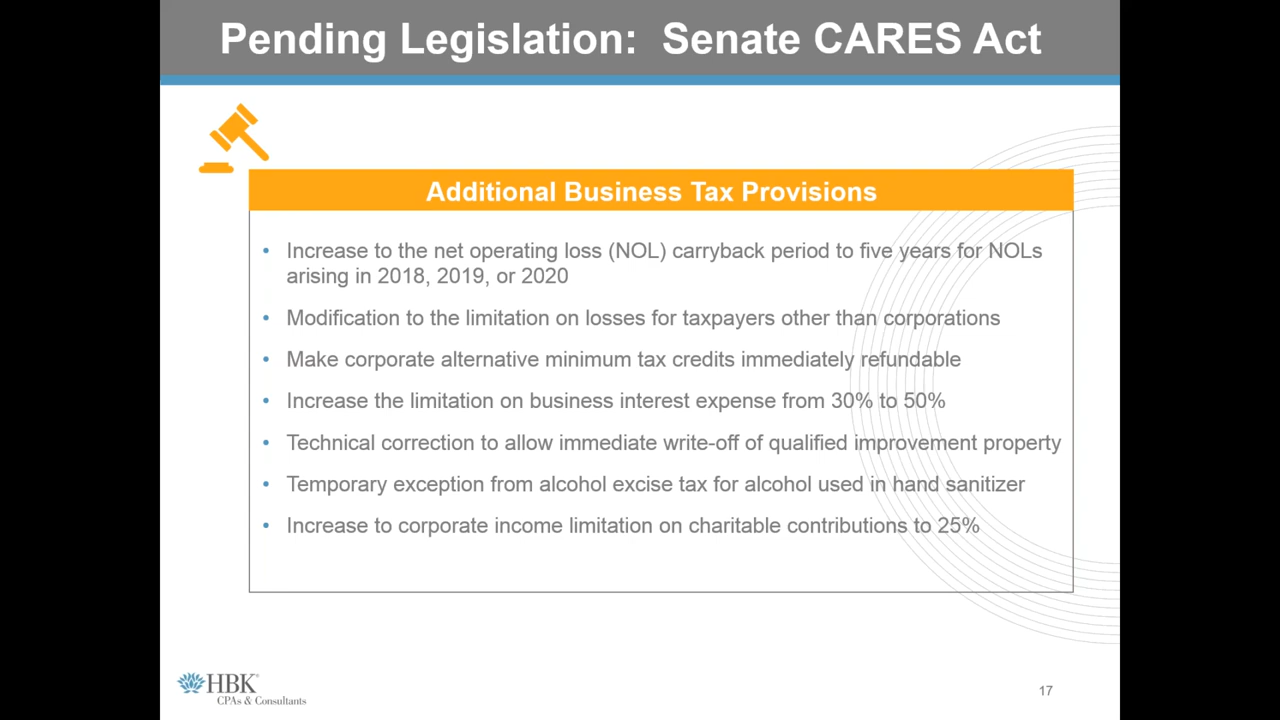 Pending Legislation: Senate CARES Act
Additional Business Tax Provisions
• Increase to the net operating loss (NOL) carryback period to five years for NOLs
arising in 2018, 2019, or 2020
• Modification to the limitation on losses for taxpayers other than corporations
• Make corporate alternative minimum tax credits immediately refundable
• Increase the limitation on business interest expense from 30% to 50%
• Technical correction to allow immediate write-off of qualified improvement property
• Temporary exception from alcohol excise tax for alcohol used in hand sanitizer
• Increase to corporate income limitation on charitable contributions to 25%
HBK
CPAs & Consultants
17